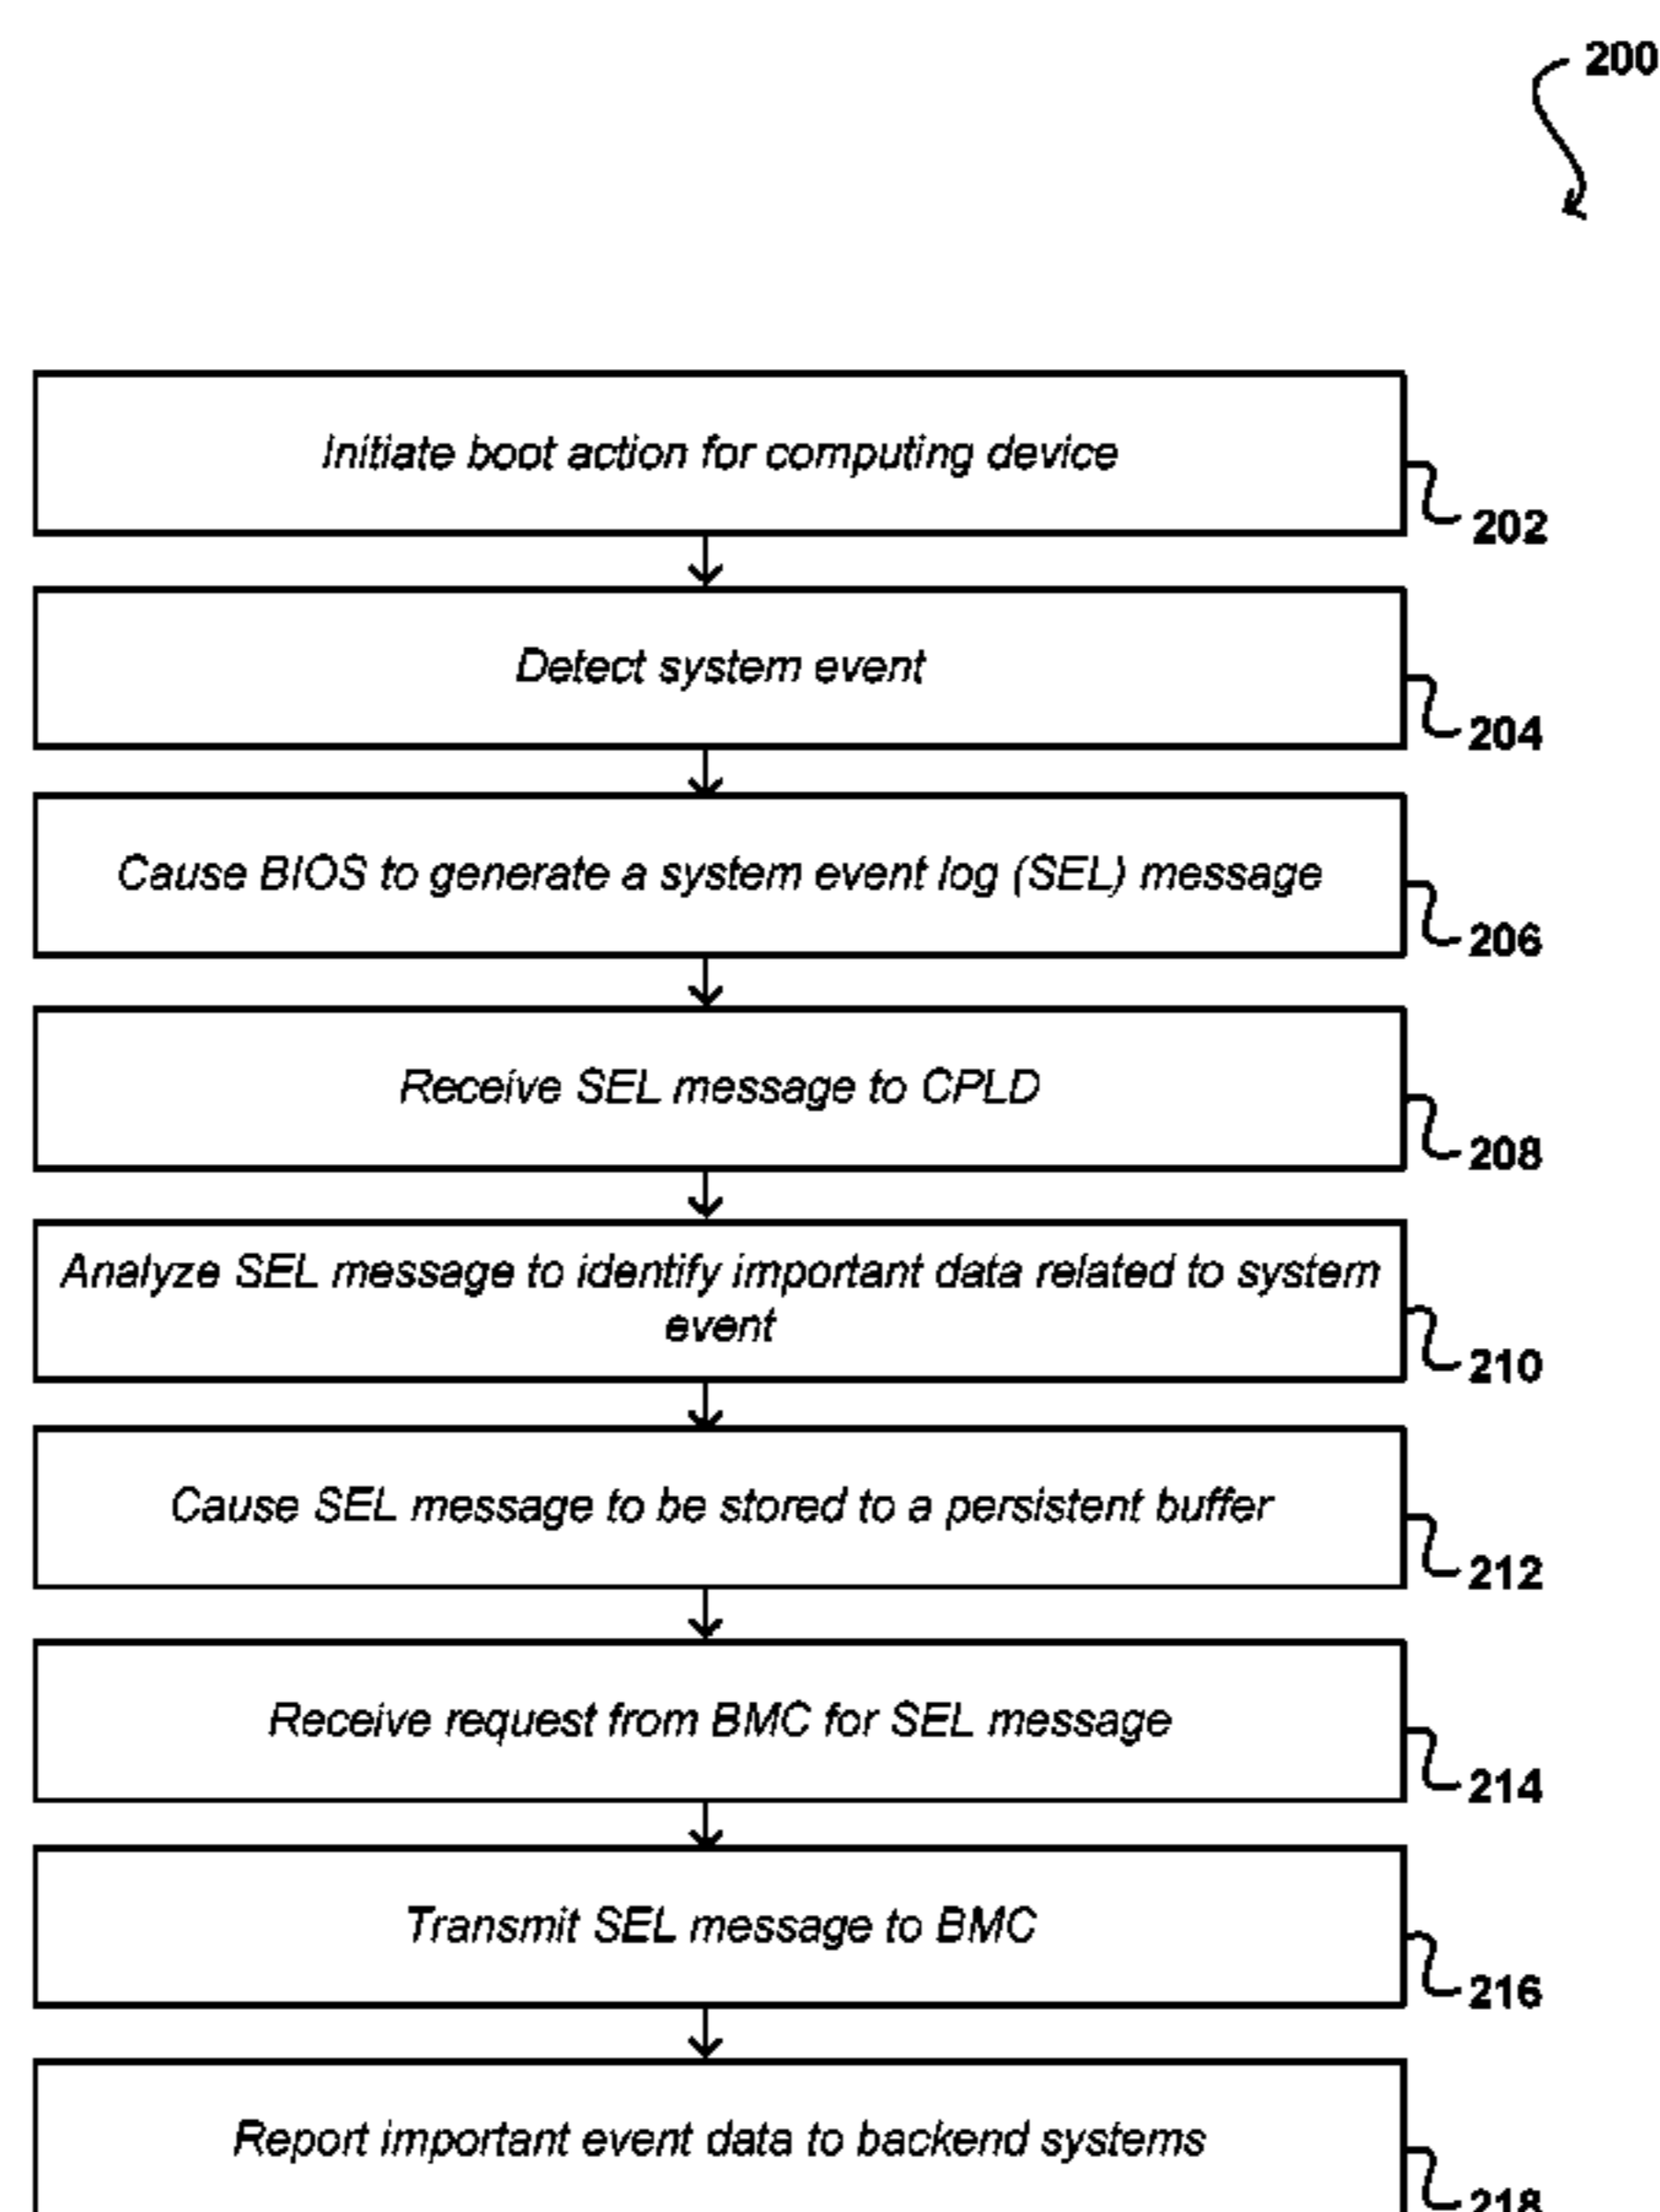 200
Initiate boot action for computing device
202
Detect system event
204
Cause BIOS to generate a system event log (SEL) message
206
Receive SEL message to CPLD
208
Analyze SEL message to identify important data related to system
event
210
Cause SEL message to be stored to a persistent buffer
212
Receive request from BMC for SEL message
214
Transmit SEL message to BMC
216
Report important event data to backend systems
218